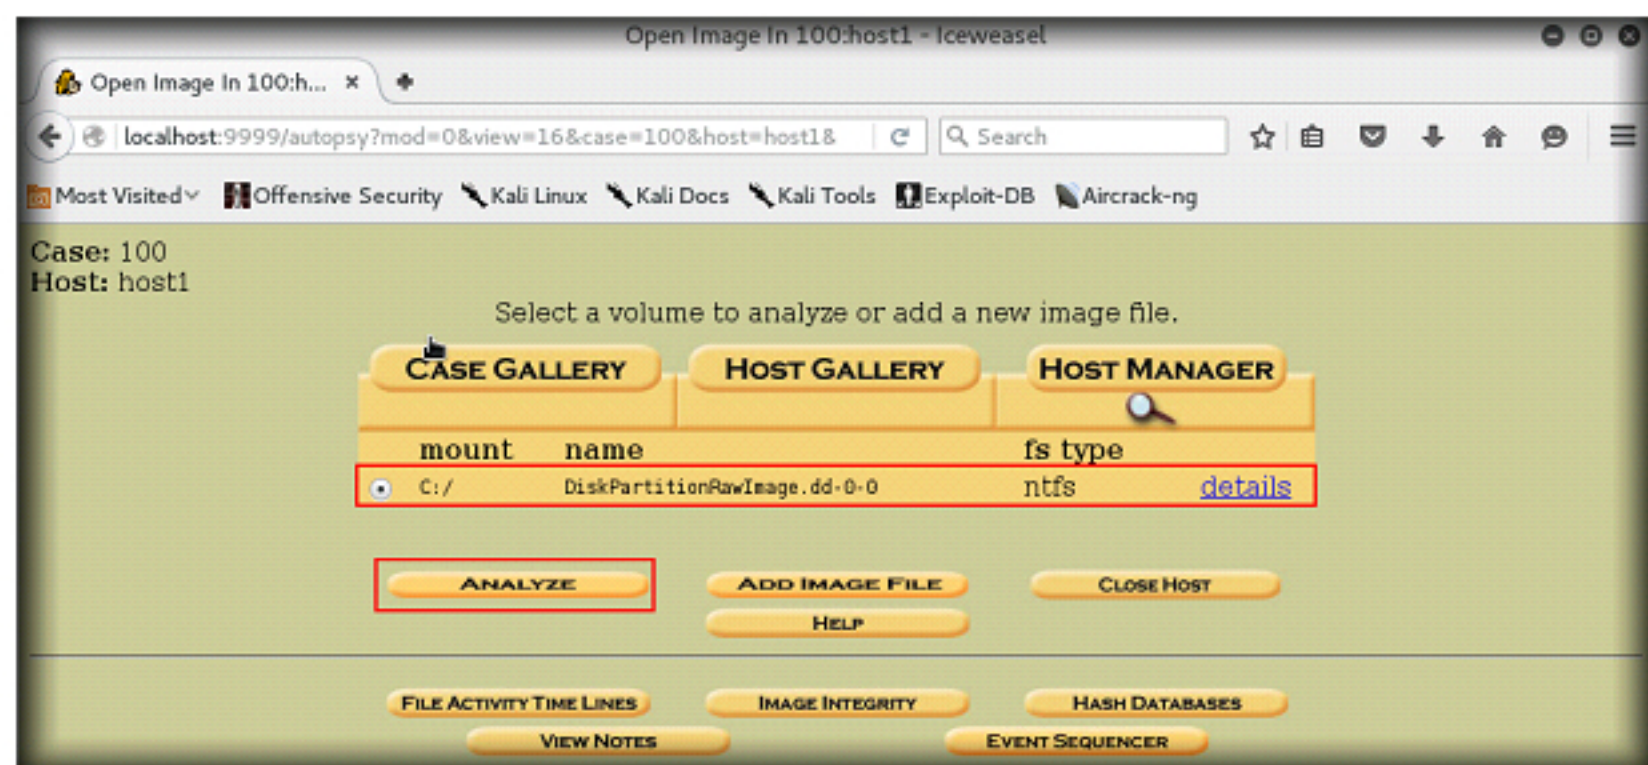 Open Image In 100:host1 - Iceweasel
Open Image In 100:h...
localhost:9999/autopsy?mod=0&view=16&case=100&host=host1& Search
Most Visited Offensive Security Kali Linux Kali Docs Kali Tools Exploit-DB Aircrack-ng
Case: 100
Host: host1
Select a volume to analyze or add a new image file.
CASE GALLERY HOST GALLERY HOST MANAGER
mount name fs type
C:/ DiskPartitionRawImage.dd-0-0 ntfs details
ANALYZE ADD IMAGE FILE CLOSE HOST
HELP
FILE ACTIVITY TIME LINES IMAGE INTEGRITY HASH DATABASES
VIEW NOTES EVENT SEQUENCER